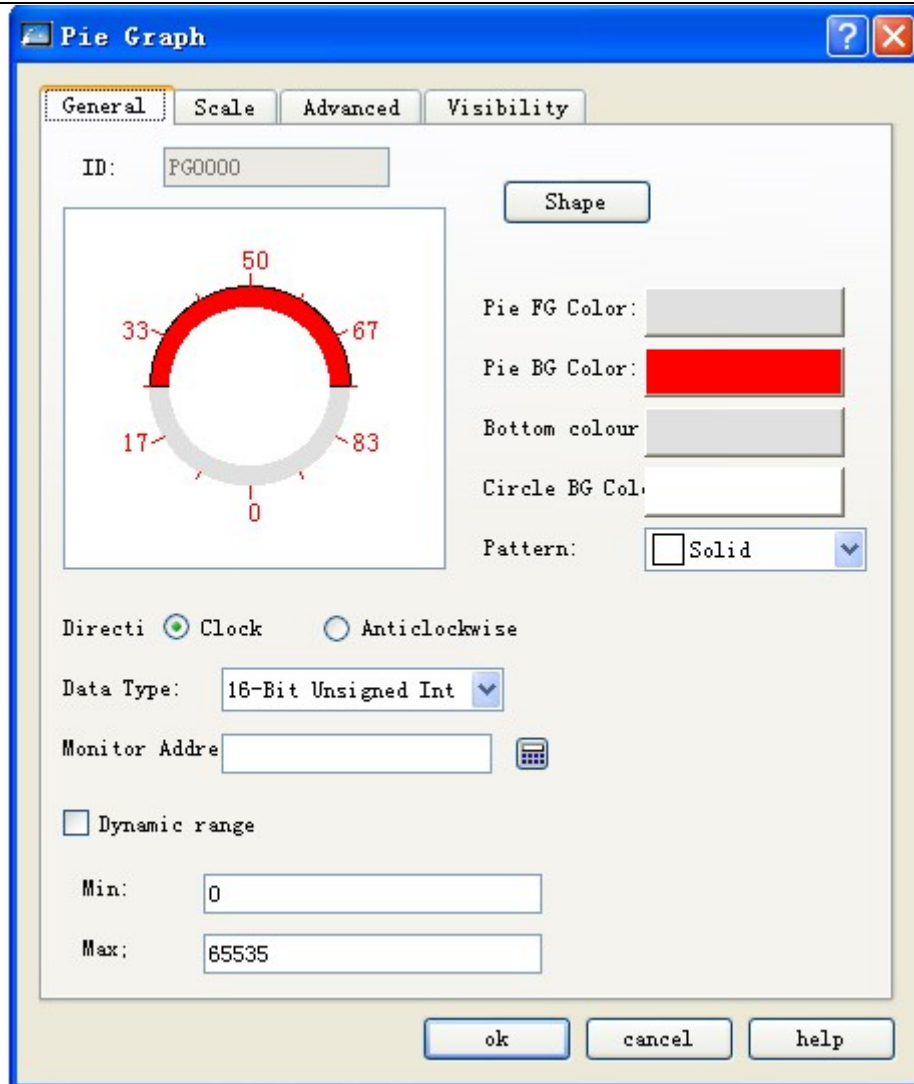 Pie Graph
General Scale Advanced Visibility
ID: PG0000
Shape
50
33 67
17 83
0
Pie FG Color:
Pie BG Color:
Bottom colour
Circle BG Col
Pattern: Solid
Directi Clock Anticlockwise
Data Type: 16-Bit Unsigned Int
Monitor Addre
Dynamic range
Min: 0
Max: 65535
ok cancel help